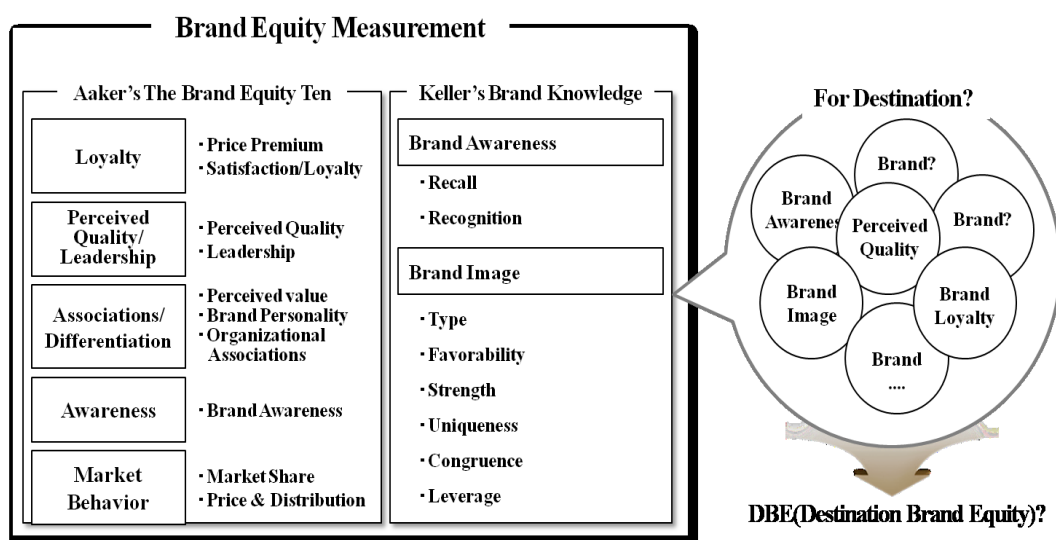 Brand Equity Measurement
Aaker's The Brand Equity Ten
Loyalty
· Price Premium
· Satisfaction/Loyalty
Perceived
Quality/
Leadership
· Perceived Quality
· Leadership
Associations/
Differentiation
· Perceived value
· Brand Personality
· Organizational
Associations
Awareness
· Brand Awareness
Market
Behavior
· Market Share
· Price & Distribution
Keller's Brand Knowledge
Brand Awareness
· Recall
· Recognition
Brand Image
· Type
· Favorability
· Strength
· Uniqueness
· Congruence
· Leverage
For Destination?
Brand?
Brand
Awarenes
Perceived
Quality
Brand?
Brand
Image
Brand
Loyalty
Brand
....
DBE(Destination Brand Equity)?